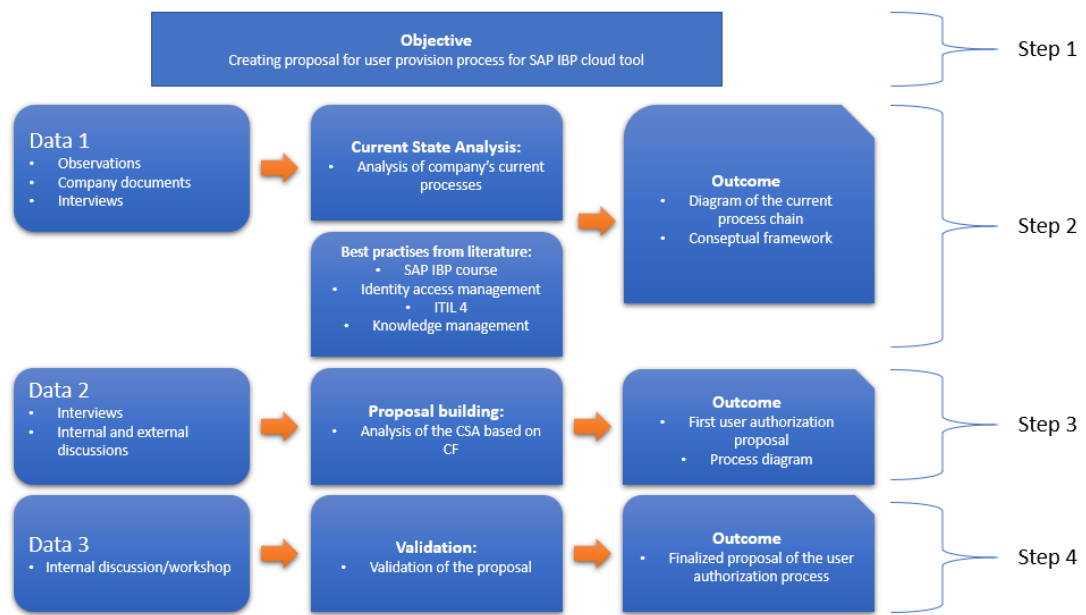 Objective
Creating proposal for user provision process for SAP IBP cloud tool
Step 1
Data 1
• Observations
• Company documents
• Interviews
Current State Analysis:
• Analysis of company's current
processes
Best practises from literature:
• SAP IBP course
• Identity access management
• ITIL 4
• Knowledge management
Outcome
• Diagram of the current
process chain
• Conseptual framework
Step 2
Data 2
• Interviews
• Internal and external
discussions
Proposal building:
• Analysis of the CSA based on
CF
Outcome
• First user authorization
proposal
• Process diagram
Step 3
Data 3
• Internal discussion/workshop
Validation:
• Validation of the proposal
Outcome
• Finalized proposal of the user
authorization process
Step 4